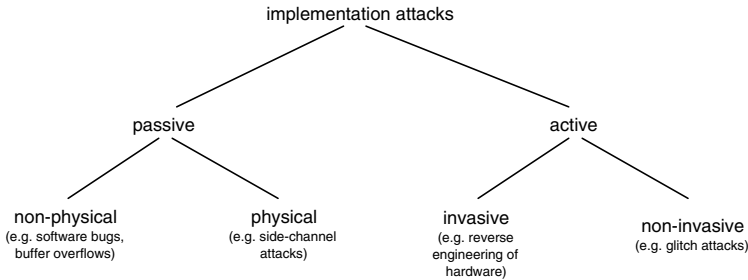 implementation attacks
passive
active
non-physical
(e.g. software bugs,
buffer overflows)
physical
(e.g. side-channel
attacks)
invasive
(e.g. reverse
engineering of
hardware)
non-invasive
(e.g. glitch attacks)